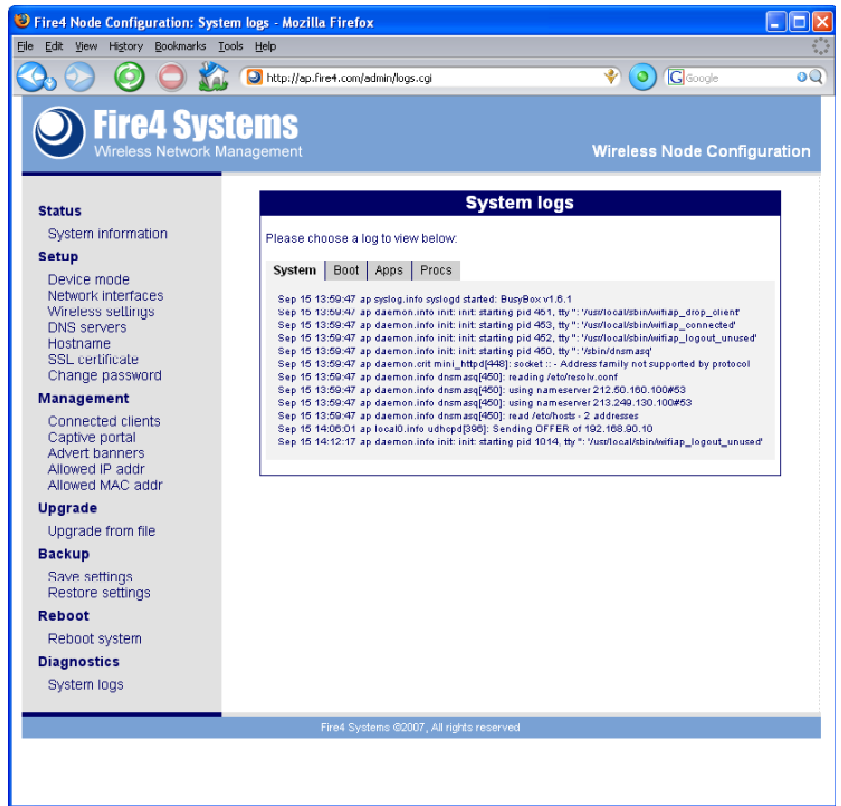 Fire4 Node Configuration: System logs - Mozilla Firefox
File Edit View History Bookmarks Tools Help
http://ap.fire4.com/admin/logs.cgi
G Google
Fire4 Systems
Wireless Network Management
Wireless Node Configuration
Status
System information
Setup
Device mode
Network interfaces
Wireless settings
DNS servers
Hostname
SSL certificate
Change password
Management
Connected clients
Captive portal
Advert banners
Allowed IP addr
Allowed MAC addr
Upgrade
Upgrade from file
Backup
Save settings
Restore settings
Reboot
Reboot system
Diagnostics
System logs
System logs
Please choose a log to view below:
System Boot Apps Procs
Sep 15 13:59:47 ap syslog.info syslogd started: BusyBox v1.6.1
Sep 15 13:59:47 ap daemon.info init: init: starting pid 451, tty '': '/usr/local/sbin/wifiap_drop_client'
Sep 15 13:59:47 ap daemon.info init: init: starting pid 453, tty '': '/usr/local/sbin/wifiap_connected'
Sep 15 13:59:47 ap daemon.info init: init: starting pid 452, tty '': '/usr/local/sbin/wifiap_logout_unused'
Sep 15 13:59:47 ap daemon.info init: init: starting pid 450, tty '': '/sbin/dnsmasq'
Sep 15 13:59:47 ap daemon.crit mini_httpd[448]: socket :: - Address family not supported by protocol
Sep 15 13:59:47 ap daemon.info dnsmasq[450]: reading /etc/resolv.conf
Sep 15 13:59:47 ap daemon.info dnsmasq[450]: using nameserver 212.50.160.100#53
Sep 15 13:59:47 ap daemon.info dnsmasq[450]: using nameserver 213.249.130.100#53
Sep 15 13:59:47 ap daemon.info dnsmasq[450]: read /etc/hosts - 2 addresses
Sep 15 14:06:01 ap local0.info udhcpd[396]: Sending OFFER of 192.168.90.10
Sep 15 14:12:17 ap daemon.info init: init: starting pid 1014, tty '': '/usr/local/sbin/wifiap_logout_unused'
Fire4 Systems ©2007, All rights reserved